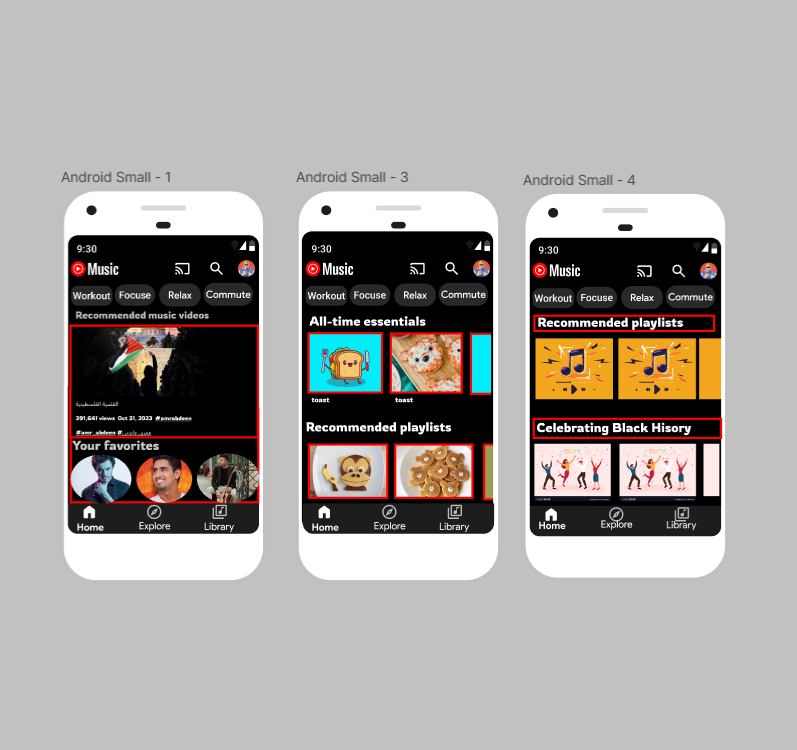 Android Small - 1
9:30
Music
Workout Focuse Relax Commute
Recommended music videos
القضية الفلسطينية
391,641 views Oct 31, 2023 #amrabdeen
#amr_abdeen #عمرو_عابدين
Your favorites
Home Explore Library
Android Small - 3
9:30
Music
Workout Focuse Relax Commute
All-time essentials
toast toast
Recommended playlists
Home Explore Library
Android Small - 4
9:30
Music
Workout Focuse Relax Commute
Recommended playlists
Celebrating Black Hisory
PARTY PARTY
Home Explore Library